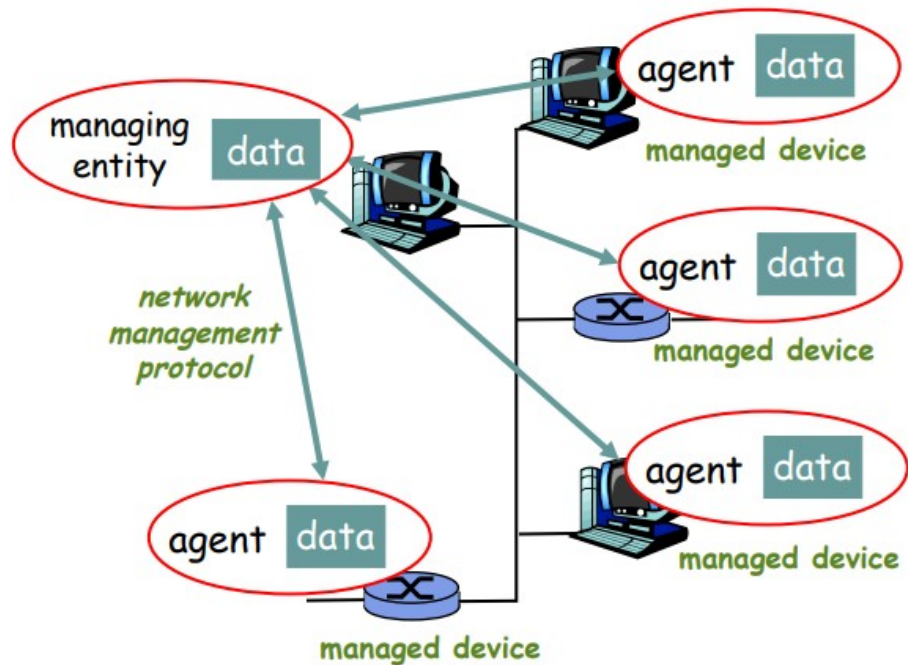 agent data
managed device
managing
entity
data
agent data
managed device
network
management
protocol
agent data
managed device
agent data
managed device